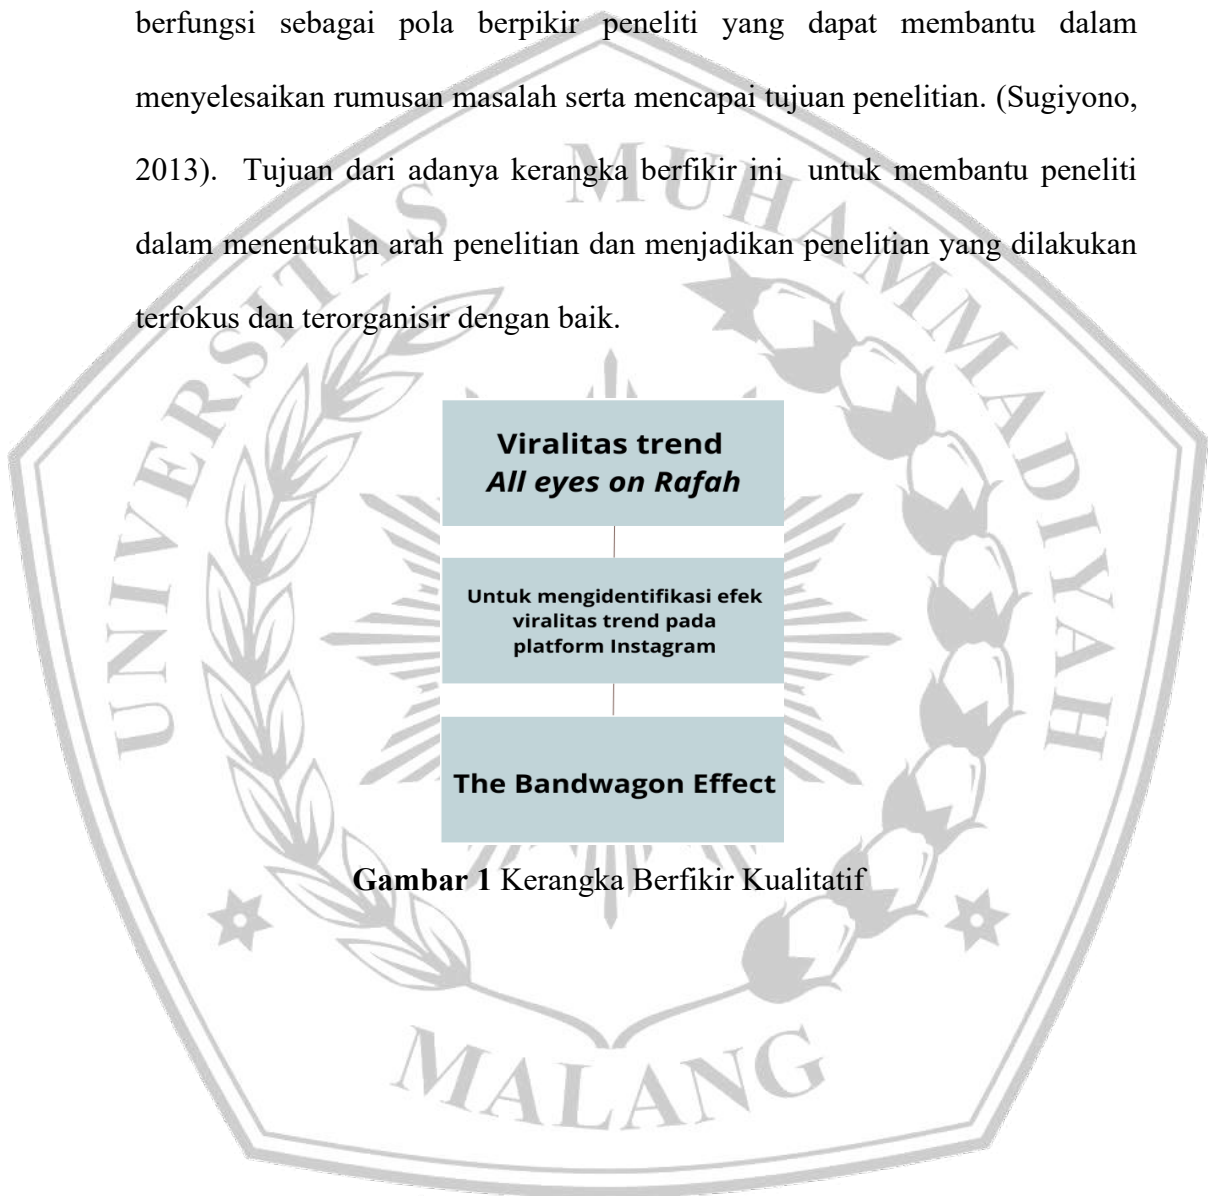 berfungsi sebagai pola berpikir peneliti yang dapat membantu dalam
menyelesaikan rumusan masalah serta mencapai tujuan penelitian. (Sugiyono,
2013). Tujuan dari adanya kerangka berfikir ini untuk membantu peneliti
dalam menentukan arah penelitian dan menjadikan penelitian yang dilakukan
terfokus dan terorganisir dengan baik.
Viralitas trend
All eyes on Rafah
Untuk mengidentifikasi efek
viralitas trend pada
platform Instagram
The Bandwagon Effect
Gambar 1 Kerangka Berfikir Kualitatif
UNIVERSITAS MUHAMMADIYAH
MALANG